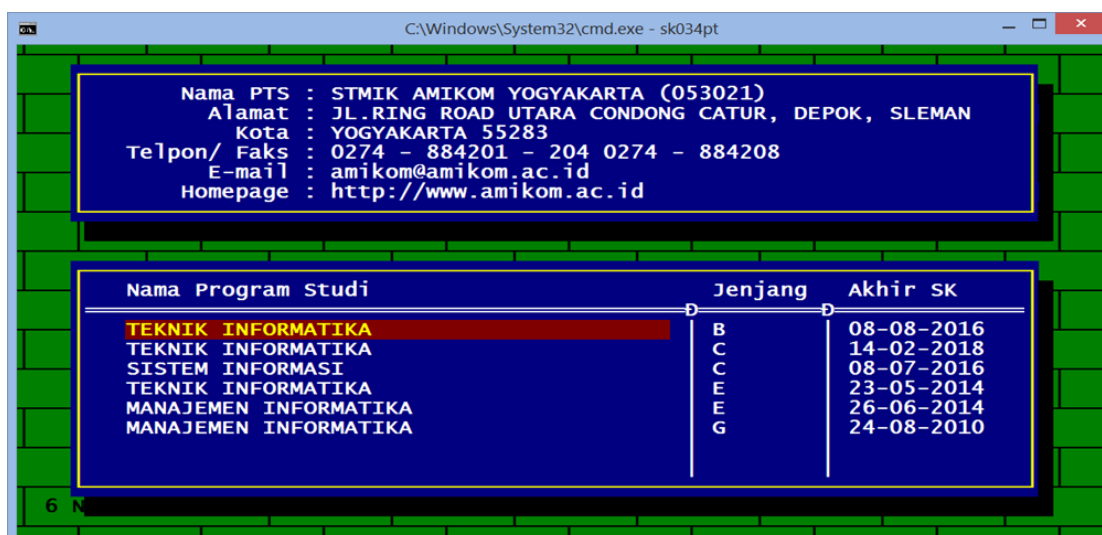 C:\Windows\System32\cmd.exe - sk034pt
Nama PTS : STMIK AMIKOM YOGYAKARTA (053021)
Alamat : JL.RING ROAD UTARA CONDONG CATUR, DEPOK, SLEMAN
Kota : YOGYAKARTA 55283
Telpon/ Faks : 0274 - 884201 - 204 0274 - 884208
E-mail : amikom@amikom.ac.id
Homepage : http://www.amikom.ac.id
Nama Program Studi Jenjang Akhir SK
Đ Đ
TEKNIK INFORMATIKA B 08-08-2016
TEKNIK INFORMATIKA C 14-02-2018
SISTEM INFORMASI C 08-07-2016
TEKNIK INFORMATIKA E 23-05-2014
MANAJEMEN INFORMATIKA E 26-06-2014
MANAJEMEN INFORMATIKA G 24-08-2010
6 N